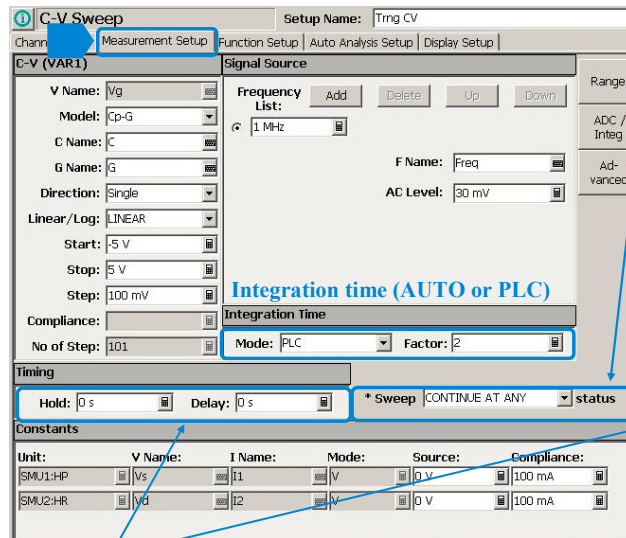 C-V Sweep Setup Name: Trng CV
Chann Measurement Setup Function Setup Auto Analysis Setup Display Setup
C-V (VAR1) Signal Source
V Name: Vg
Model: Cp-G
C Name: C
G Name: G
Direction: Single
Linear/Log: LINEAR
Start: -5 V
Stop: 5 V
Step: 100 mV
Compliance:
No of Step: 101
Frequency List: Add Delete Up Down
1 MHz
F Name: Freq
AC Level: 30 mV
Integration time (AUTO or PLC)
Integration Time
Mode: PLC Factor: 2
Range
ADC /
Integ
Ad-
vanced
Timing
Hold: 0 s Delay: 0 s * Sweep CONTINUE AT ANY status
Constants
Unit: V Name: I Name: Mode: Source: Compliance:
SMU1:HP Vs I1 V 0 V 100 mA
SMU2:HR Vd I2 V 0 V 100 mA